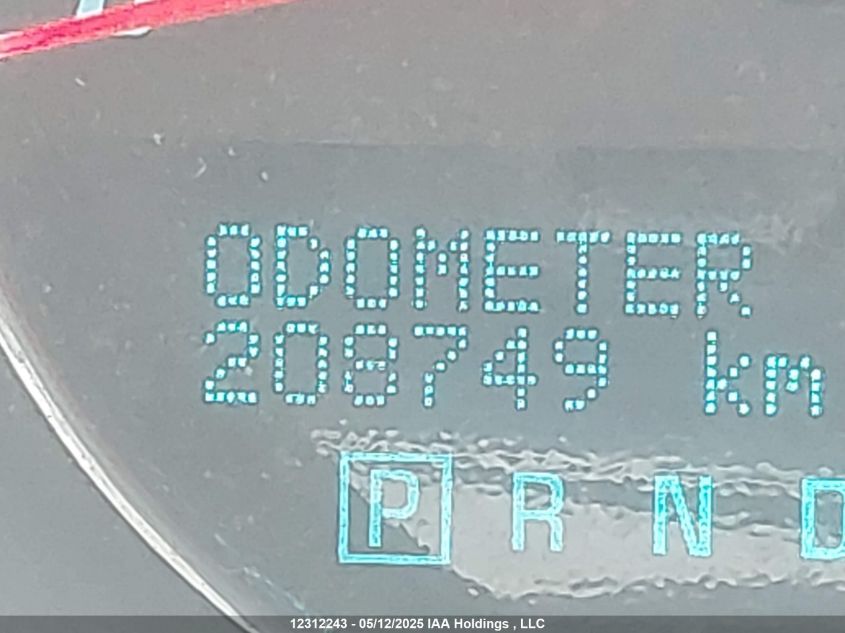 ODOMETER
208749 km
P R N D
12312243 - 05/12/2025 IAA Holdings , LLC